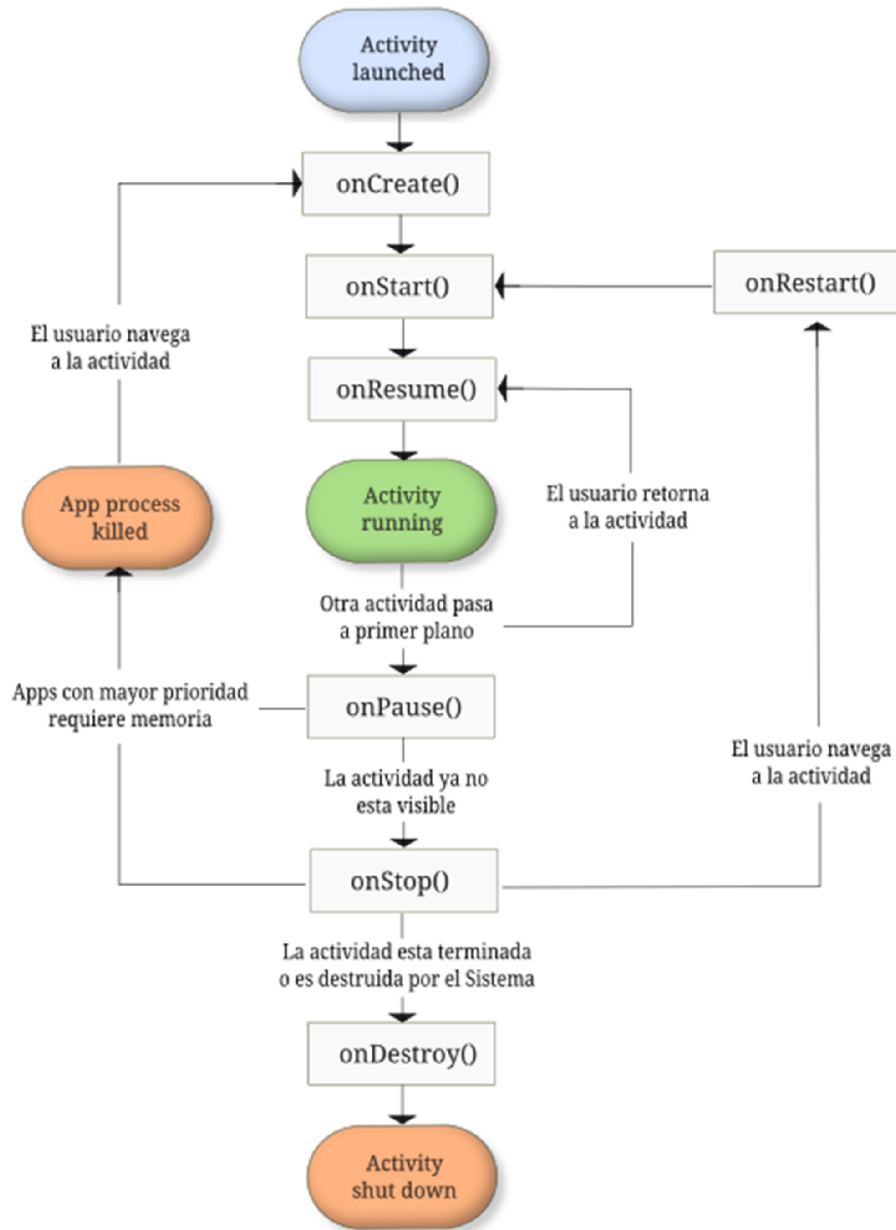 Activity
launched
onCreate()
onStart()
onRestart()
El usuario navega
a la actividad
onResume()
App process
killed
Activity
running
El usuario retorna
a la actividad
Otra actividad pasa
a primer plano
Apps con mayor prioridad
requiere memoria
onPause()
El usuario navega
a la actividad
La actividad ya no
esta visible
onStop()
La actividad esta terminada
o es destruida por el Sistema
onDestroy()
Activity
shut down